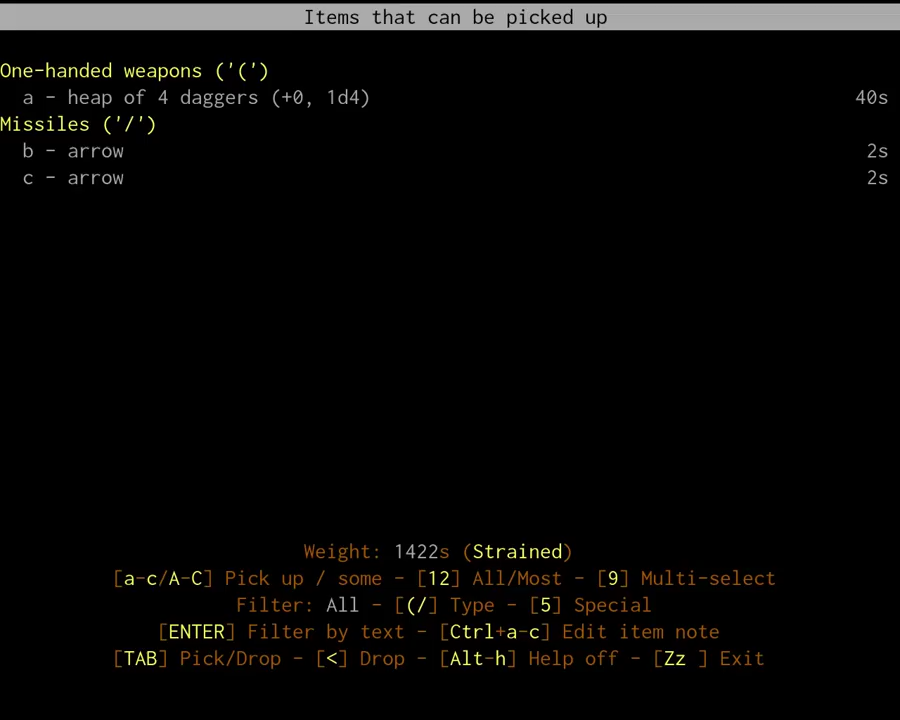 Items that can be picked up
One-handed weapons ('(')
a - heap of 4 daggers (+0, 1d4) 40s
Missiles ('/')
b - arrow 2s
c - arrow 2s
Weight: 1422s (Strained)
[a-c/A-C] Pick up / some - [12] All/Most - [9] Multi-select
Filter: All - [(/] Type - [5] Special
[ENTER] Filter by text - [Ctrl+a-c] Edit item note
[TAB] Pick/Drop - [<] Drop - [Alt-h] Help off - [Zz ] Exit